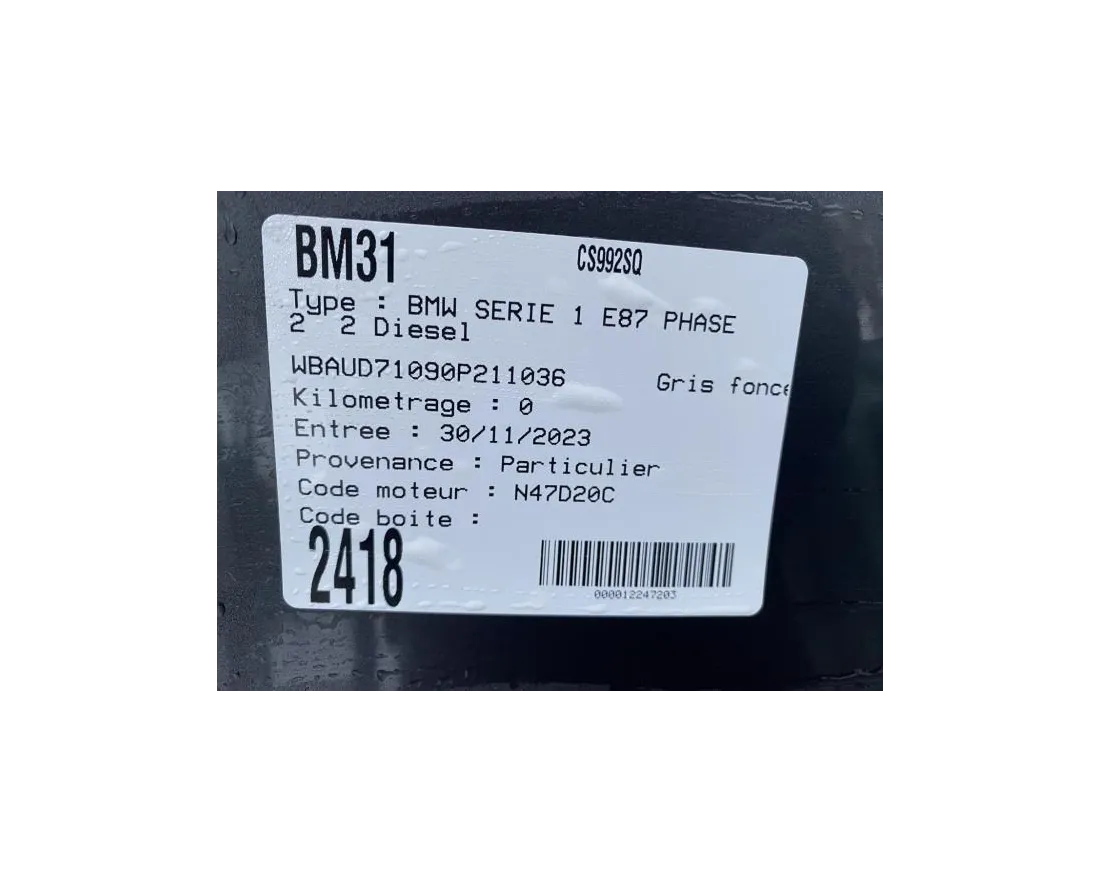 BM31 CS992SQ
Type : BMW SERIE 1 E87 PHASE
2 2 Diesel
WBAUD71090P211036 Gris fonce
Kilometrage : 0
Entree : 30/11/2023
Provenance : Particulier
Code moteur : N47D20C
Code boite :
2418
000012247203